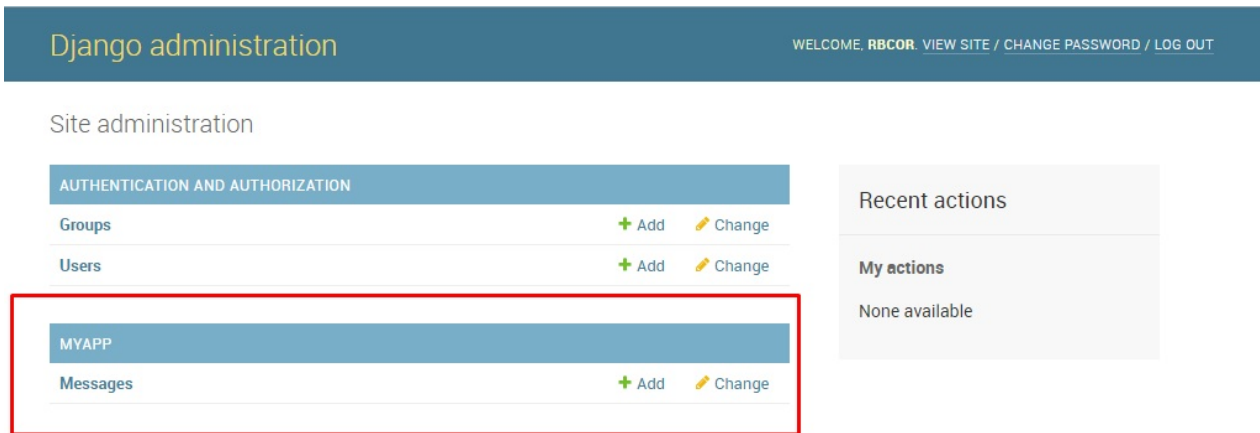 Django administration
WELCOME, RBCOR. VIEW SITE / CHANGE PASSWORD / LOG OUT
Site administration
AUTHENTICATION AND AUTHORIZATION
Groups + Add Change
Users + Add Change
MYAPP
Messages + Add Change
Recent actions
My actions
None available